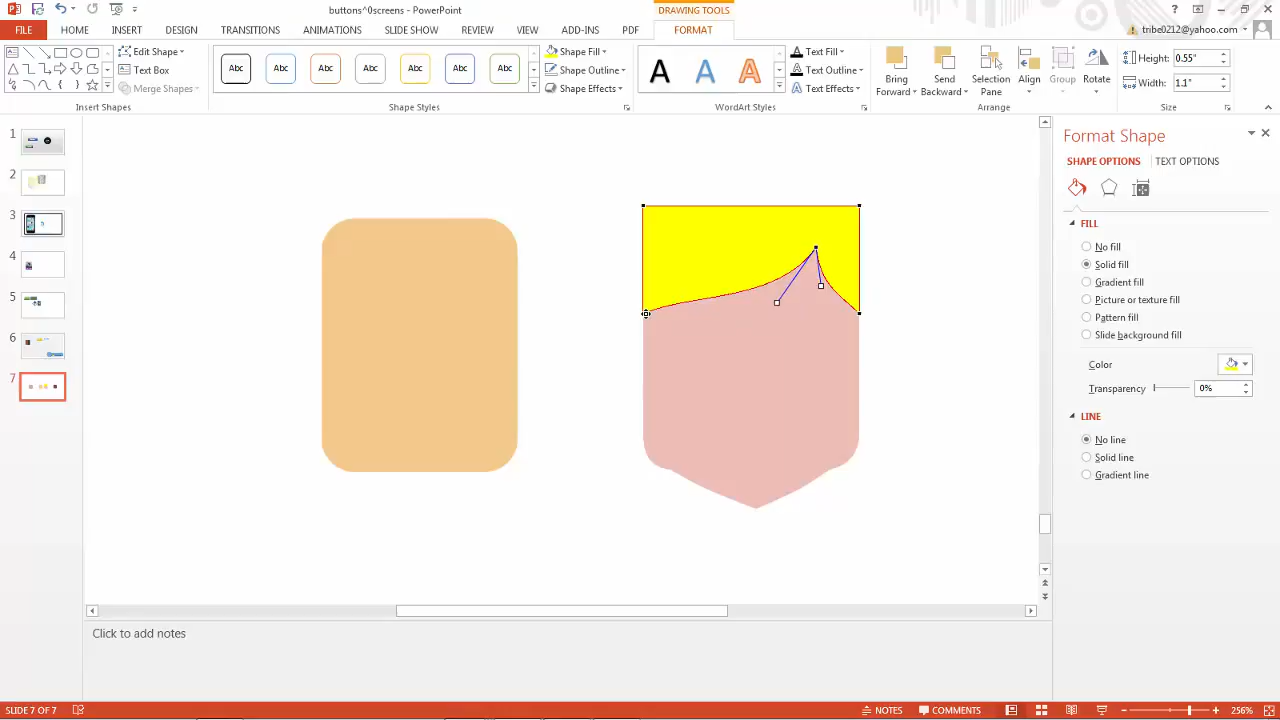 buttons^0screens - PowerPoint
DRAWING TOOLS
FILE HOME INSERT DESIGN TRANSITIONS ANIMATIONS SLIDE SHOW REVIEW VIEW ADD-INS PDF FORMAT tribe0212@yahoo.com
Edit Shape
Text Box
Merge Shapes
Insert Shapes
Abc Abc Abc Abc Abc Abc Abc
Shape Fill
Shape Outline
Shape Effects
Shape Styles
A A A
Text Fill
Text Outline
Text Effects
WordArt Styles
Bring Forward
Send Backward
Selection Pane
Align
Group
Rotate
Arrange
Height: 0.55"
Width: 1.1"
Size
1
2
3
4
5
6
7
Format Shape
SHAPE OPTIONS TEXT OPTIONS
FILL
No fill
Solid fill
Gradient fill
Picture or texture fill
Pattern fill
Slide background fill
Color
Transparency 0%
LINE
No line
Solid line
Gradient line
Click to add notes
SLIDE 7 OF 7 NOTES COMMENTS 256%